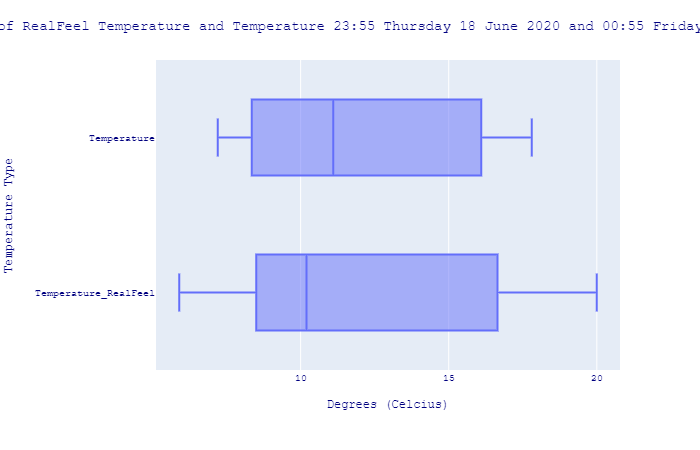 of RealFeel Temperature and Temperature 23:55 Thursday 18 June 2020 and 00:55 Friday
Temperature Type
Temperature
Temperature_RealFeel
10 15 20
Degrees (Celcius)